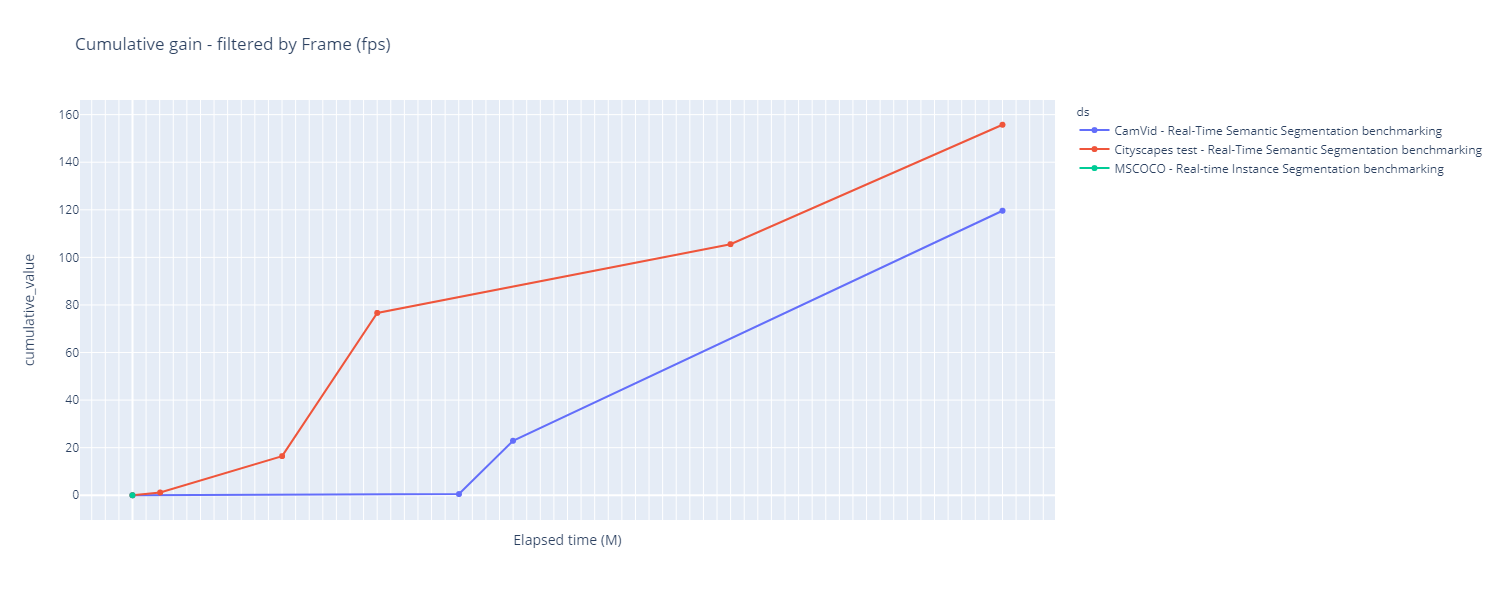 Cumulative gain - filtered by Frame (fps)
cumulative_value
160
140
120
100
80
60
40
20
0
Elapsed time (M)
ds
CamVid - Real-Time Semantic Segmentation benchmarking
Cityscapes test - Real-Time Semantic Segmentation benchmarking
MSCOCO - Real-time Instance Segmentation benchmarking